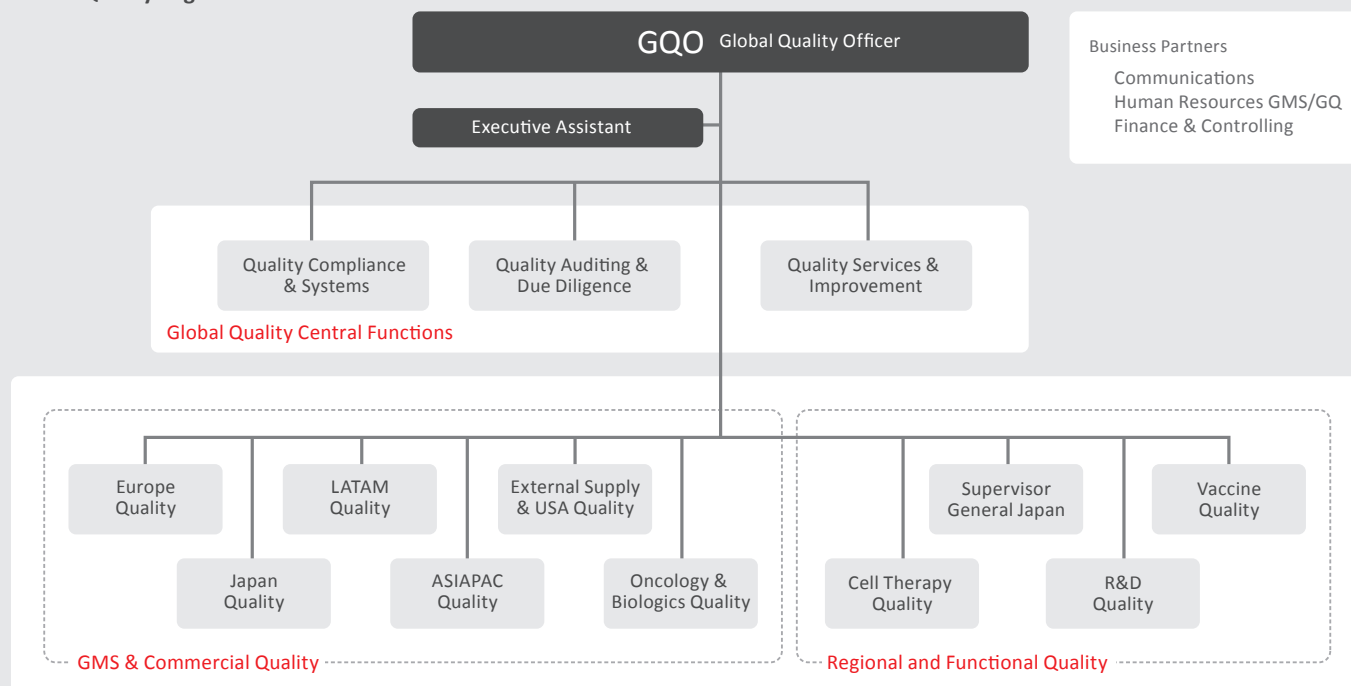 GQO Global Quality Officer
Business Partners
Communications
Human Resources GMS/GQ
Finance & Controlling
Executive Assistant
Quality Compliance
& Systems
Quality Auditing &
Due Diligence
Quality Services &
Improvement
Global Quality Central Functions
Europe
Quality
LATAM
Quality
External Supply
& USA Quality
Supervisor
General Japan
Vaccine
Quality
Japan
Quality
ASIAPAC
Quality
Oncology &
Biologics Quality
Cell Therapy
Quality
R&D
Quality
GMS & Commercial Quality
Regional and Functional Quality